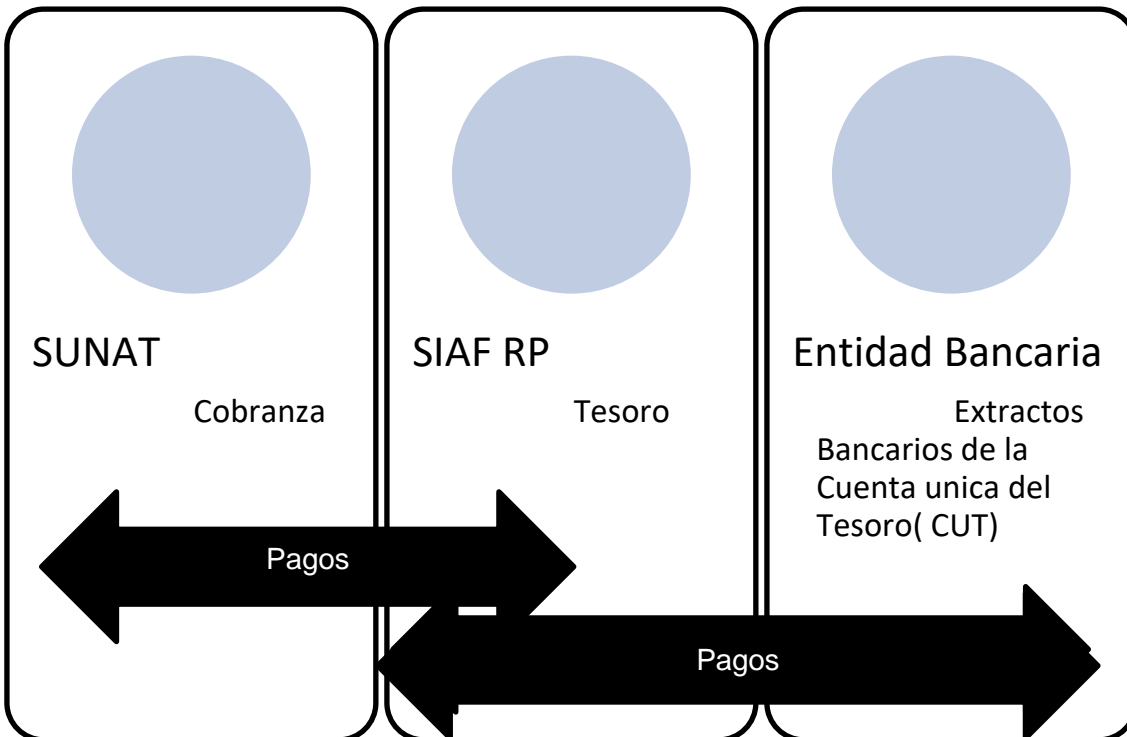 SUNAT
Cobranza
SIAF RP
Tesoro
Entidad Bancaria
Extractos
Bancarios de la
Cuenta unica del
Tesoro( CUT)
Pagos
Pagos